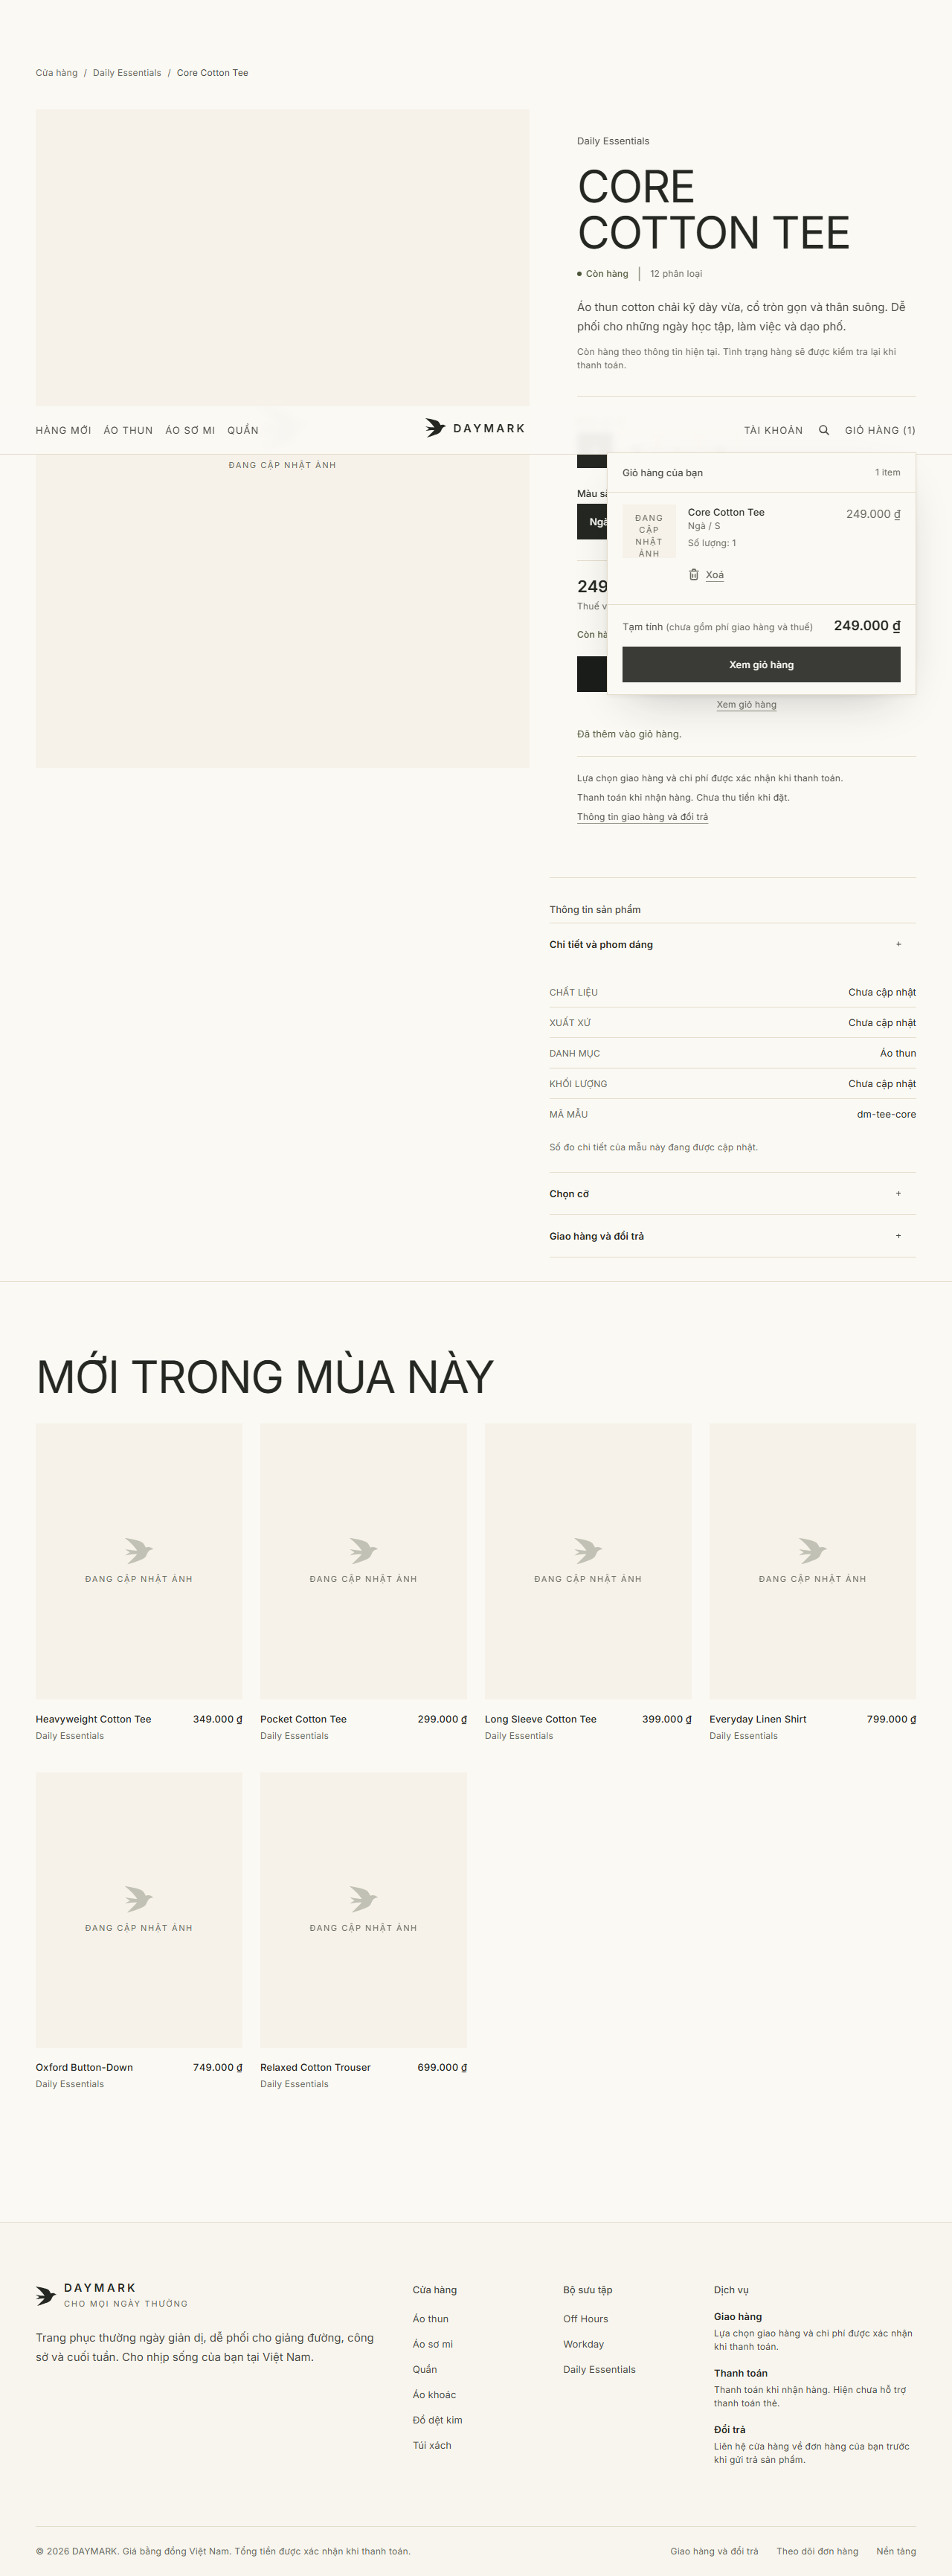 Cửa hàng / Daily Essentials / Core Cotton Tee
Daily Essentials
CORE
COTTON TEE
Còn hàng
12 phân loại
Áo thun cotton chải kỹ dày vừa, cổ tròn gọn và thân suông. Dễ
phối cho những ngày học tập, làm việc và dạo phố.
Còn hàng theo thông tin hiện tại. Tình trạng hàng sẽ được kiểm tra lại khi
thanh toán.
HÀNG MỚI ÁO THUN ÁO SƠ MI QUẦN
DAYMARK
TÀI KHOẢN
GIỎ HÀNG (1)
ĐANG CẬP NHẬT ẢNH
Giỏ hàng của bạn
1 item
Màu
ĐANG
CẬP
NHẬT
ẢNH
Core Cotton Tee
249.000 ₫
Ngà / S
Số lượng: 1
Xoá
249
Thuế
Còn
Tạm tính (chưa gồm phí giao hàng và thuế)
249.000 ₫
Xem giỏ hàng
Xem giỏ hàng
Đã thêm vào giỏ hàng.
Lựa chọn giao hàng và chi phí được xác nhận khi thanh toán.
Thanh toán khi nhận hàng. Chưa thu tiền khi đặt.
Thông tin giao hàng và đổi trả
Thông tin sản phẩm
Chi tiết và phom dáng +
CHẤT LIỆU Chưa cập nhật
XUẤT XỨ Chưa cập nhật
DANH MỤC Áo thun
KHỐI LƯỢNG Chưa cập nhật
MÃ MẪU dm-tee-core
Số đo chi tiết của mẫu này đang được cập nhật.
Chọn cỡ +
Giao hàng và đổi trả +
MỚI TRONG MÙA NÀY
ĐANG CẬP NHẬT ẢNH
ĐANG CẬP NHẬT ẢNH
ĐANG CẬP NHẬT ẢNH
ĐANG CẬP NHẬT ẢNH
Heavyweight Cotton Tee 349.000 ₫
Daily Essentials
Pocket Cotton Tee 299.000 ₫
Daily Essentials
Long Sleeve Cotton Tee 399.000 ₫
Daily Essentials
Everyday Linen Shirt 799.000 ₫
Daily Essentials
ĐANG CẬP NHẬT ẢNH
ĐANG CẬP NHẬT ẢNH
Oxford Button-Down 749.000 ₫
Daily Essentials
Relaxed Cotton Trouser 699.000 ₫
Daily Essentials
DAYMARK
CHO MỌI NGÀY THƯỜNG
Trang phục thường ngày giản dị, dễ phối cho giảng đường, công
sở và cuối tuần. Cho nhịp sống của bạn tại Việt Nam.
Cửa hàng
Áo thun
Áo sơ mi
Quần
Áo khoác
Đồ dệt kim
Túi xách
Bộ sưu tập
Off Hours
Workday
Daily Essentials
Dịch vụ
Giao hàng
Lựa chọn giao hàng và chi phí được xác nhận
khi thanh toán.
Thanh toán
Thanh toán khi nhận hàng. Hiện chưa hỗ trợ
thanh toán thẻ.
Đổi trả
Liên hệ cửa hàng về đơn hàng của bạn trước
khi gửi trả sản phẩm.
© 2026 DAYMARK. Giá bằng đồng Việt Nam. Tổng tiền được xác nhận khi thanh toán.
Giao hàng và đổi trả
Theo dõi đơn hàng
Nền tảng